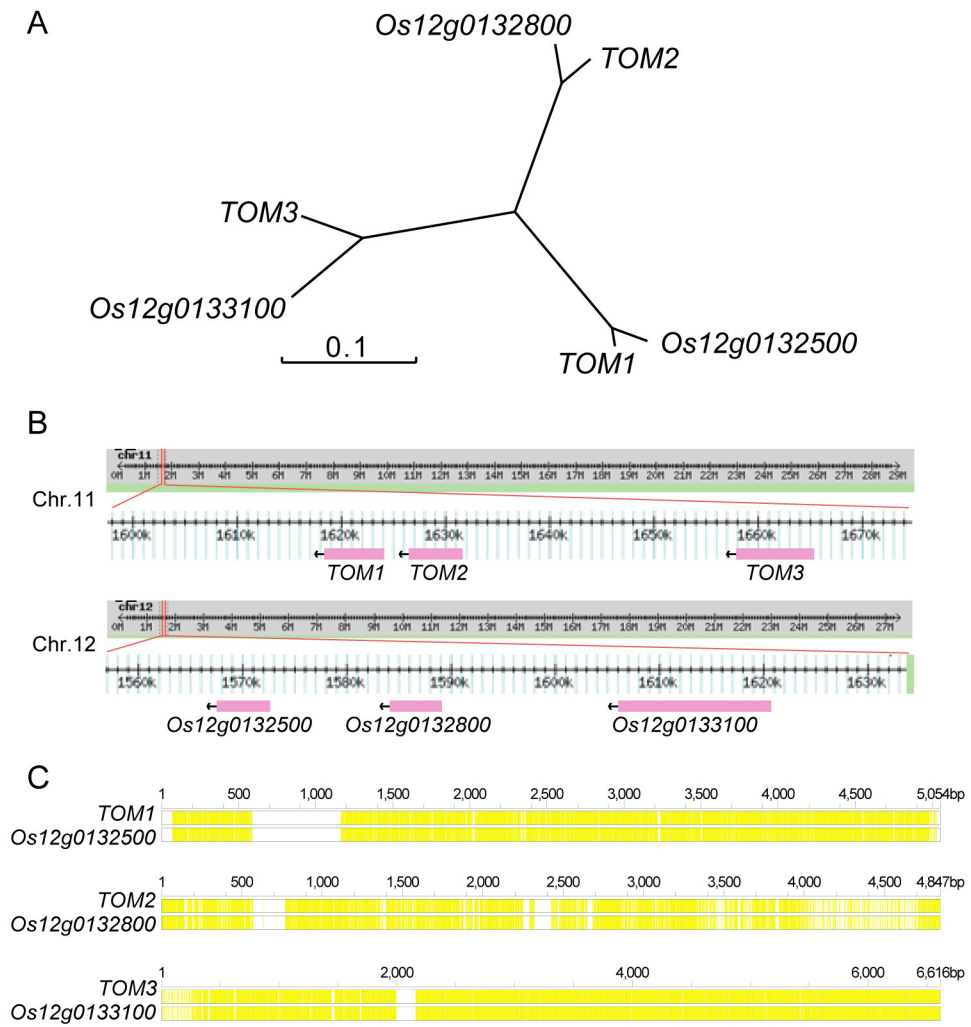 A
Os12g0132800
TOM2
TOM3
Os12g0133100
0.1
Os12g0132500
TOM1
B
chr11
0M 1M 2M 3M 4M 5M 6M 7M 8M 9M 10M 11M 12M 13M 14M 15M 16M 17M 18M 19M 20M 21M 22M 23M 24M 25M 26M 27M 28M 29M
Chr.11
1600k 1610k 1620k 1630k 1640k 1650k 1660k 1670k
TOM1 TOM2 TOM3
chr12
0M 1M 2M 3M 4M 5M 6M 7M 8M 9M 10M 11M 12M 13M 14M 15M 16M 17M 18M 19M 20M 21M 22M 23M 24M 25M 26M 27M
Chr.12
1560k 1570k 1580k 1590k 1600k 1610k 1620k 1630k
Os12g0132500 Os12g0132800 Os12g0133100
C
1 500 1,000 1,500 2,000 2,500 3,000 3,500 4,000 4,500 5,054bp
TOM1
Os12g0132500
1 500 1,000 1,500 2,000 2,500 3,000 3,500 4,000 4,500 4,847bp
TOM2
Os12g0132800
1 2,000 4,000 6,000 6,616bp
TOM3
Os12g0133100